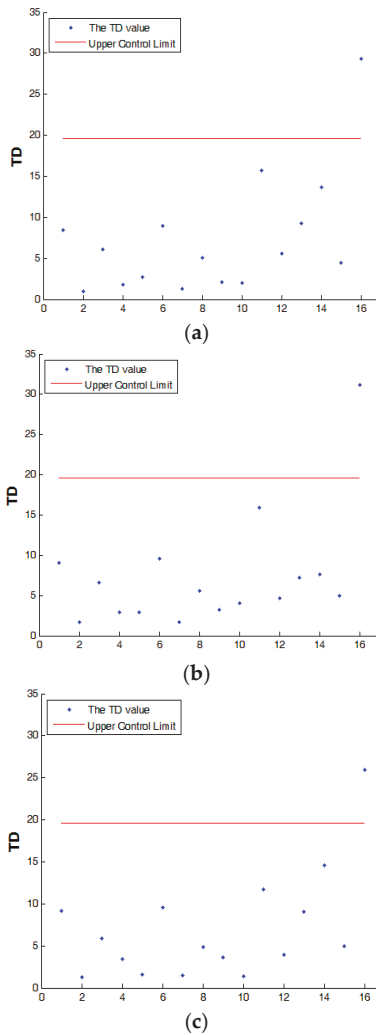 35
The TD value
Upper Control Limit
30
25
20
TD
15
10
5
0
0 2 4 6 8 10 12 14 16
(a)
35
The TD value
Upper Control Limit
30
25
20
TD
15
10
5
0
0 2 4 6 8 10 12 14 16
(b)
35
The TD value
Upper Control Limit
30
25
20
TD
15
10
5
0
0 2 4 6 8 10 12 14 16
(c)